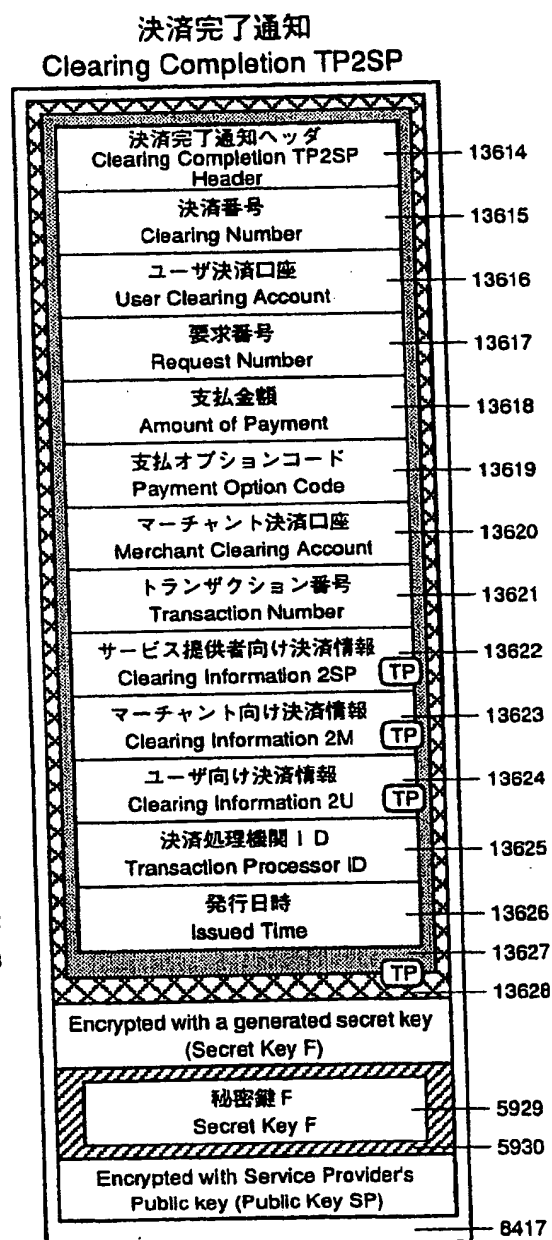 決済完了通知
Clearing Completion TP2SP
決済完了通知ヘッダ
Clearing Completion TP2SP
Header
13614
決済番号
Clearing Number
13615
ユーザ決済口座
User Clearing Account
13616
要求番号
Request Number
13617
支払金額
Amount of Payment
13618
支払オプションコード
Payment Option Code
13619
マーチャント決済口座
Merchant Clearing Account
13620
トランザクション番号
Transaction Number
13621
サービス提供者向け決済情報
Clearing Information 2SP
TP
13622
マーチャント向け決済情報
Clearing Information 2M
TP
13623
ユーザ向け決済情報
Clearing Information 2U
TP
13624
決済処理機関ID
Transaction Processor ID
13625
発行日時
Issued Time
13626
13627
TP
13628
Encrypted with a generated secret key
(Secret Key F)
秘密鍵F
Secret Key F
5929
5930
Encrypted with Service Provider's
Public key (Public Key SP)
8417